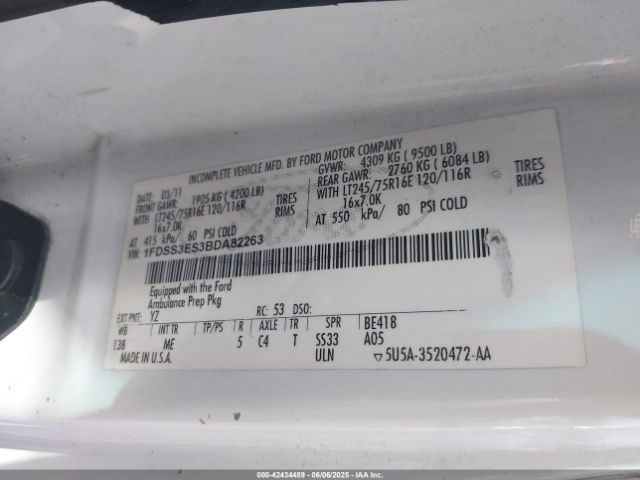 INCOMPLETE VEHICLE MFD. BY FORD MOTOR COMPANY
DATE: 03/11 GVWR: 4309 KG ( 9500 LB)
FRONT GAWR: 1905 KG ( 4200 LB) REAR GAWR: 2760 KG ( 6084 LB)
WITH LT245/75R16E 120/116R TIRES WITH LT245/75R16E 120/116R TIRES
16x7.0K RIMS 16x7.0K RIMS
AT 415 kPa/ 60 PSI COLD AT 550 kPa/ 80 PSI COLD
VIN: 1FDSS3ES3BDA82263
Equipped with the Ford
Ambulance Prep Pkg
EXT PNT: YZ RC: 53 DSO:
WB INT TR TP/PS R AXLE TR SPR BE418
138 ME 5 C4 T SS33 A05
MADE IN U.S.A. ULN ▽5U5A-3520472-AA
000-42434489 - 06/06/2025 - IAAI.COM